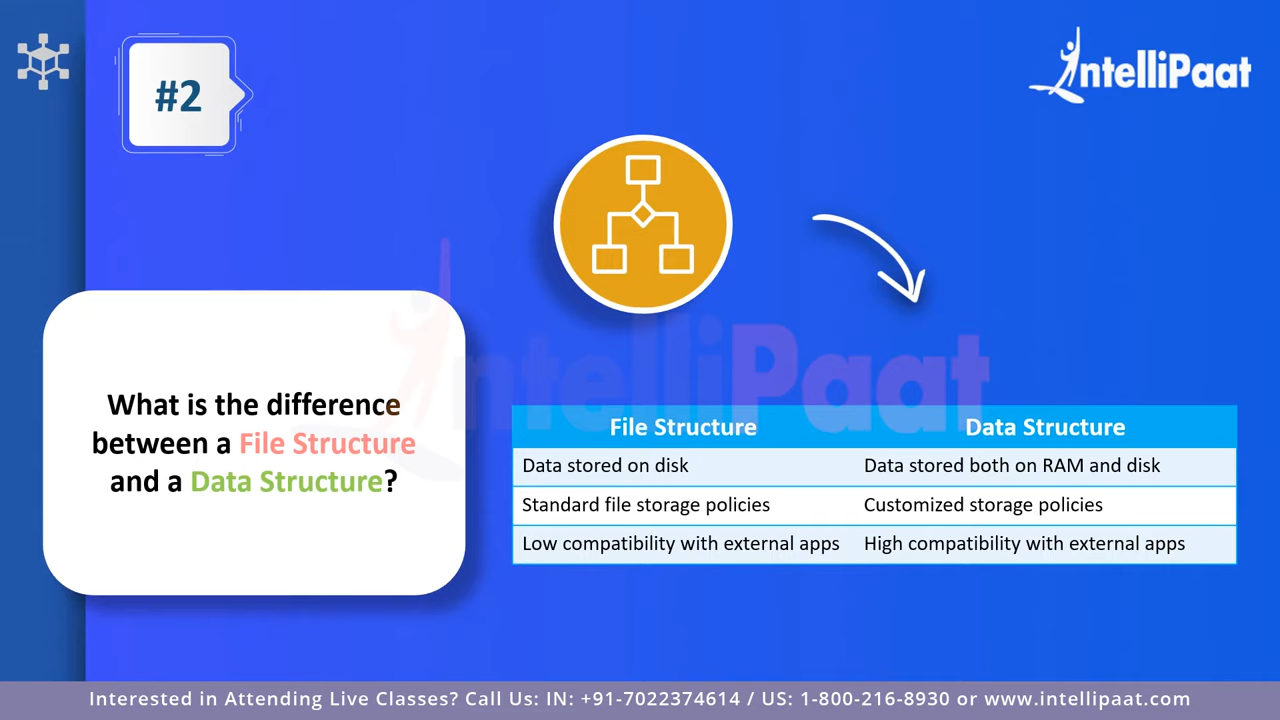 #2
IntelliPaat
IntelliPaat
What is the difference
between a File Structure
and a Data Structure?
File Structure Data Structure
Data stored on disk Data stored both on RAM and disk
Standard file storage policies Customized storage policies
Low compatibility with external apps High compatibility with external apps
Interested in Attending Live Classes? Call Us: IN: +91-7022374614 / US: 1-800-216-8930 or www.intellipaat.com